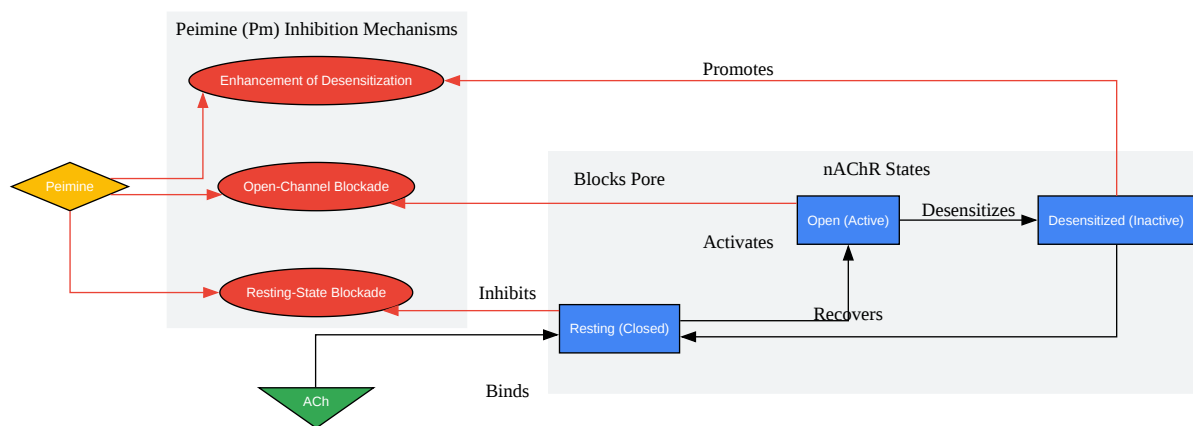 Peimine (Pm) Inhibition Mechanisms
Enhancement of Desensitization
Promotes
nAChR States
Peimine
Open-Channel Blockade
Blocks Pore
Open (Active)
Desensitizes
Desensitized (Inactive)
Activates
Resting-State Blockade
Inhibits
Resting (Closed)
Recovers
ACh
Binds